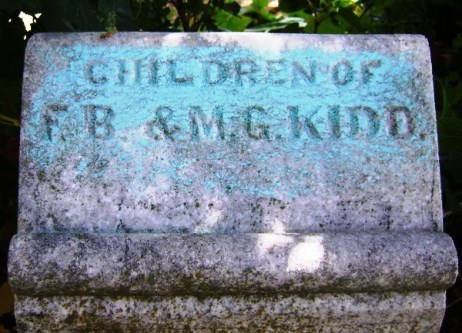 CHILDREN OF
F. B. & M. G. KIDD.